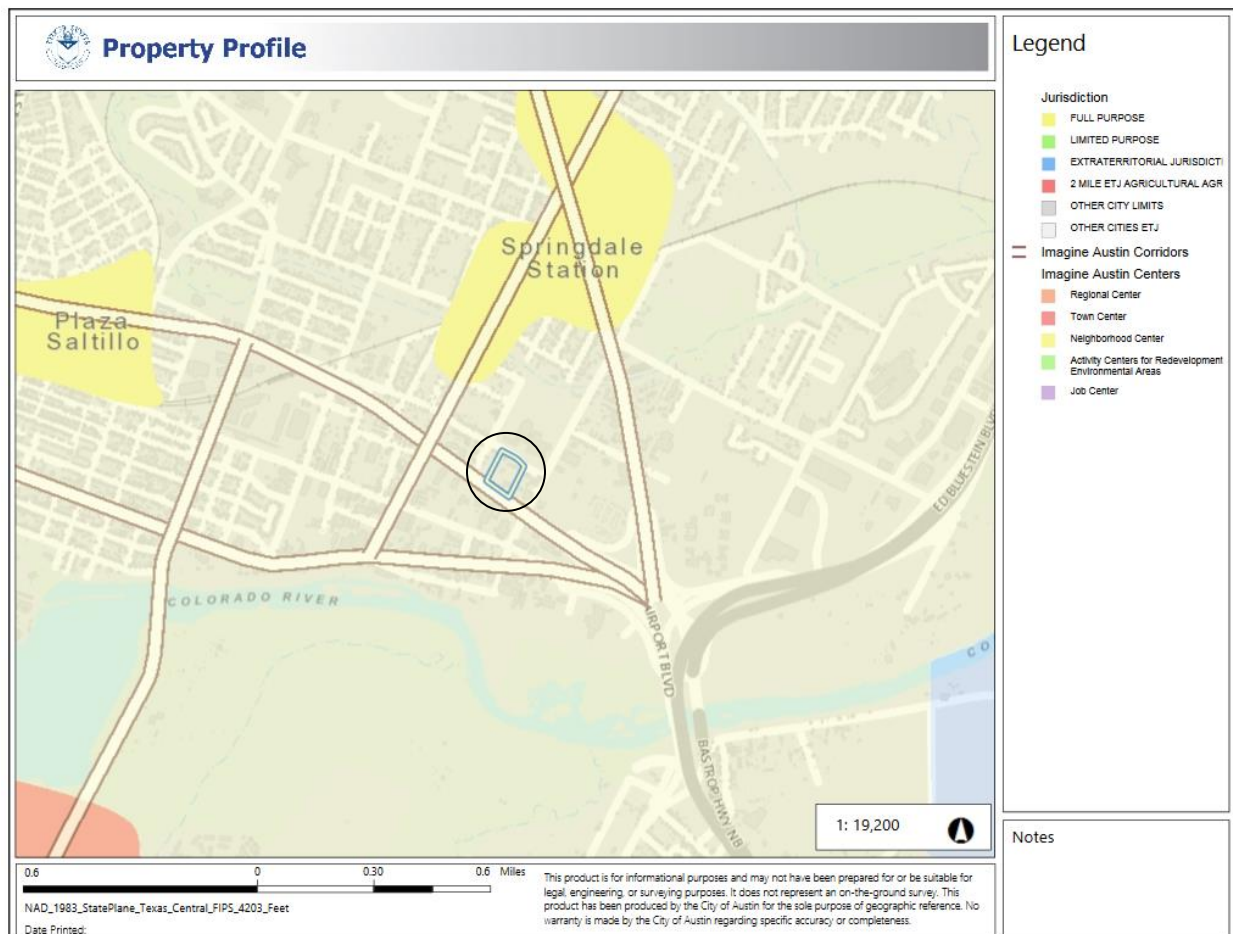 Property Profile
Springdale
Station
Plaza
Saltillo
COLORADO RIVER
ED BLUESTEIN BLV
AIRPORT BLVD
CO
BASTROP HWY NB
1: 19,200
0.6 0 0.30 0.6 Miles
NAD_1983_StatePlane_Texas_Central_FIPS_4203_Feet
Date Printed:
This product is for informational purposes and may not have been prepared for or be suitable for
legal, engineering, or surveying purposes. It does not represent an on-the-ground survey. This
product has been produced by the City of Austin for the sole purpose of geographic reference. No
warranty is made by the City of Austin regarding specific accuracy or completeness.
Legend
Jurisdiction
FULL PURPOSE
LIMITED PURPOSE
EXTRATERRITORIAL JURISDICTI
2 MILE ETJ AGRICULTURAL AGR
OTHER CITY LIMITS
OTHER CITIES ETJ
Imagine Austin Corridors
Imagine Austin Centers
Regional Center
Town Center
Neighborhood Center
Activity Centers for Redevelopment
Environmental Areas
Job Center
Notes